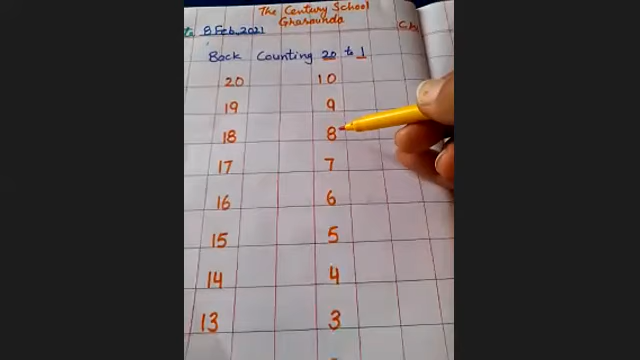 The Century School
Gharaunda
8 Feb, 2021
Back Counting 20 to 1
20 10
19 9
18 8
17 7
16 6
15 5
14 4
13 3